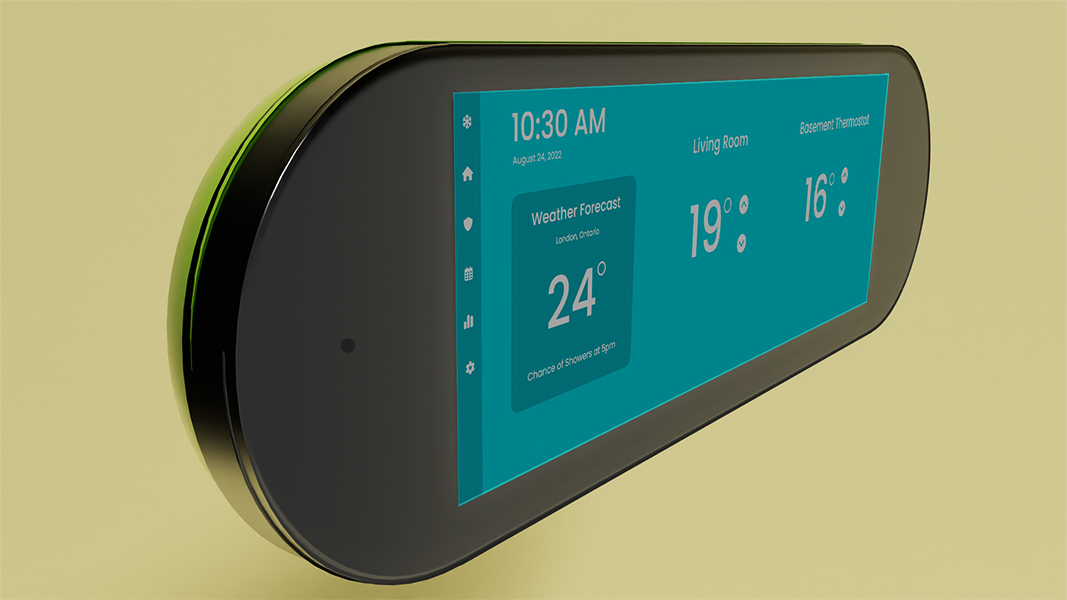 10:30 AM
August 24, 2022
Weather Forecast
London, Ontario
24°
Chance of Showers at 5pm
Living Room
19°
Basement Thermostat
16°